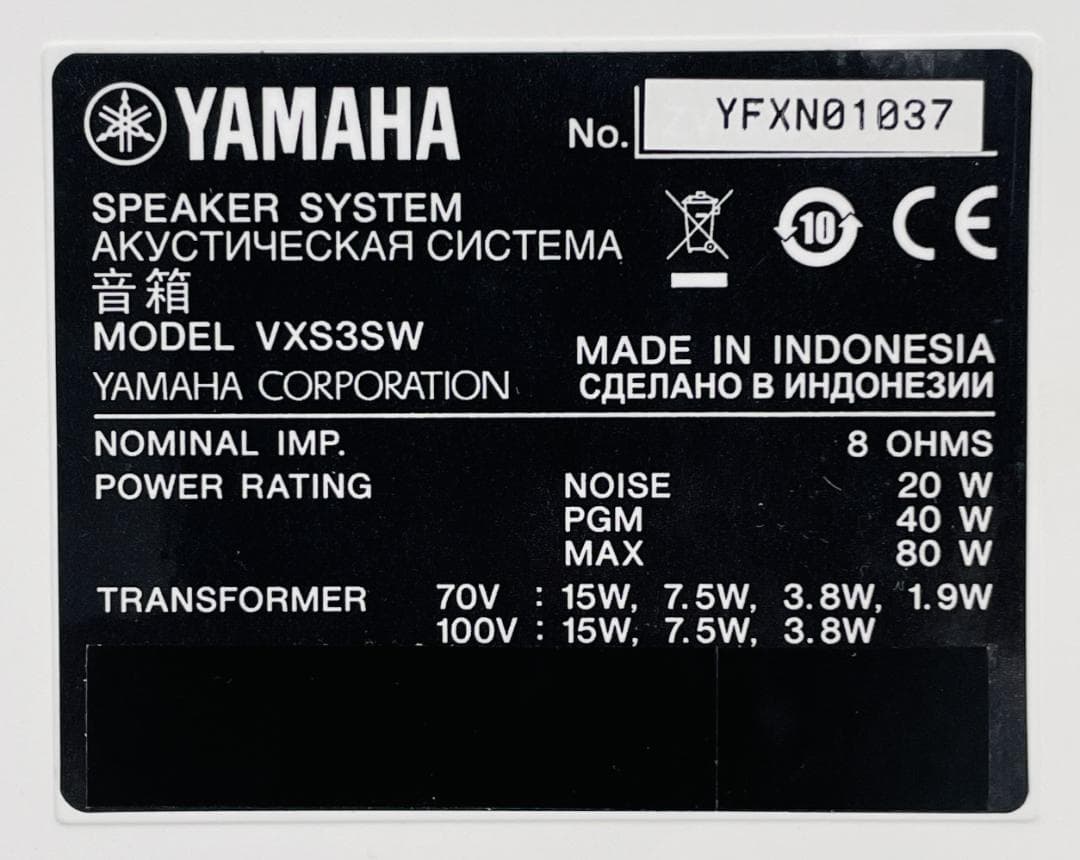 YAMAHA
No. YFXN01037
SPEAKER SYSTEM
АКУСТИЧЕСКАЯ СИСТЕМА
音箱
MODEL VXS3SW
YAMAHA CORPORATION
10
CE
MADE IN INDONESIA
СДЕЛАНО В ИНДОНЕЗИИ
NOMINAL IMP. 8 OHMS
POWER RATING NOISE 20 W
PGM 40 W
MAX 80 W
TRANSFORMER 70V : 15W, 7.5W, 3.8W, 1.9W
100V : 15W, 7.5W, 3.8W